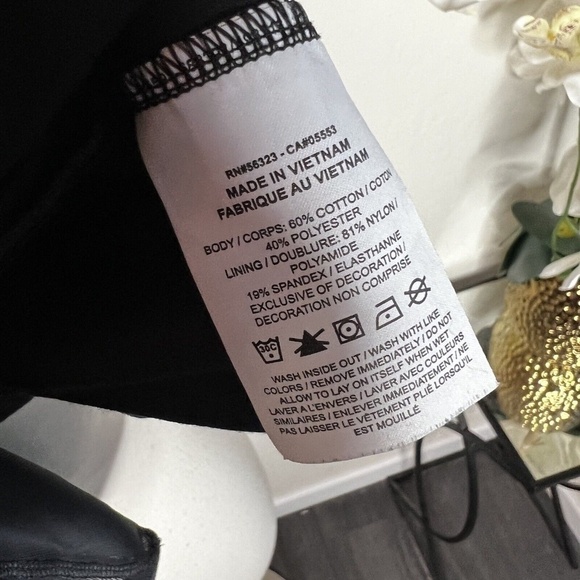 RN#56323 - CA#05553
MADE IN VIETNAM
FABRIQUE AU VIETNAM
BODY / CORPS: 60% COTTON / COTON
40% POLYESTER
LINING / DOUBLURE: 81% NYLON /
POLYAMIDE
19% SPANDEX / ELASTHANNE
EXCLUSIVE OF DECORATION /
DECORATION NON COMPRISE
30C
WASH INSIDE OUT / WASH WITH LIKE
COLORS / REMOVE IMMEDIATELY / DO NOT
ALLOW TO LAY ON ITSELF WHEN WET
LAVER A L'ENVERS / LAVER AVEC COULEURS
SIMILAIRES / ENLEVER IMMEDIATEMENT / NE
PAS LAISSER LE VÊTEMENT PLIÉ LORSQU'IL
EST MOUILLÉ.